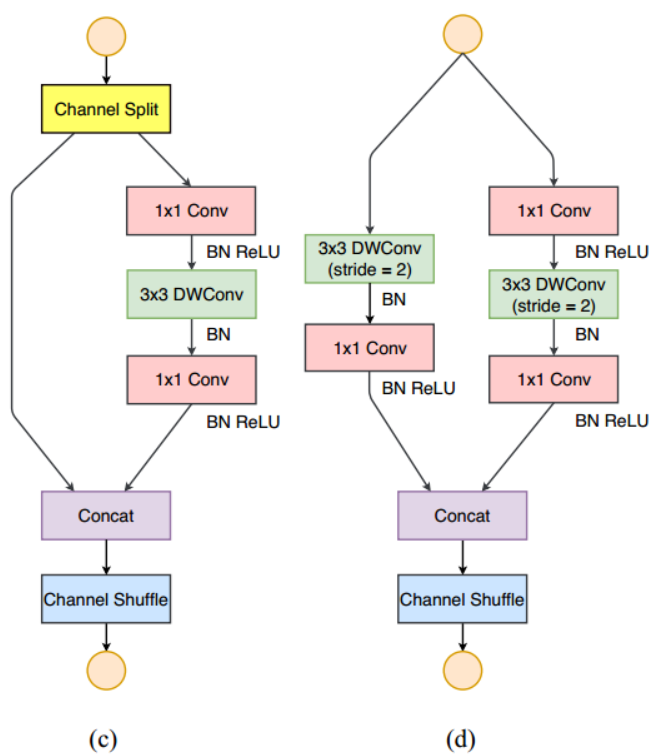 Channel Split
1x1 Conv
BN ReLU
3x3 DWConv
BN
1x1 Conv
BN ReLU
Concat
Channel Shuffle
(c)
3x3 DWConv
(stride = 2)
BN
1x1 Conv
BN ReLU
1x1 Conv
BN ReLU
3x3 DWConv
(stride = 2)
BN
1x1 Conv
BN ReLU
Concat
Channel Shuffle
(d)